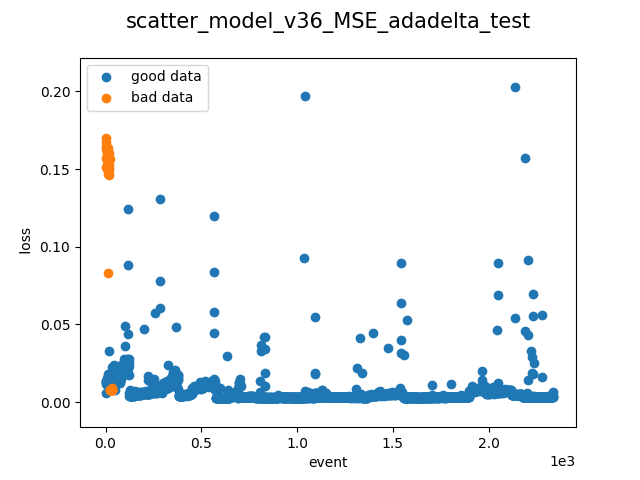 scatter_model_v36_MSE_adadelta_test
good data
bad data
0.20
0.15
0.10
0.05
0.00
loss
0.0
0.5
1.0
1.5
2.0
1e3
event